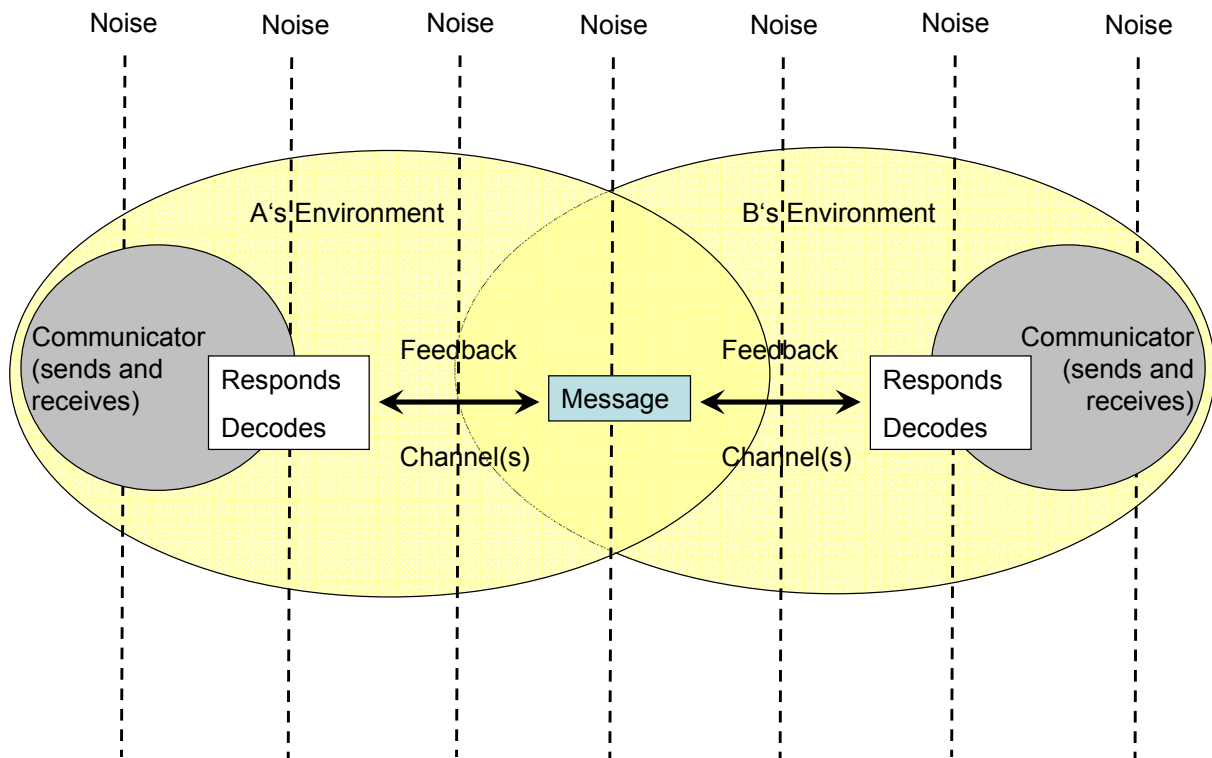 Noise
Noise
Noise
Noise
Noise
Noise
Noise
A‘s Environment
B‘s Environment
Communicator
(sends and
receives)
Responds
Decodes
Feedback
Channel(s)
Message
Feedback
Channel(s)
Responds
Decodes
Communicator
(sends and
receives)